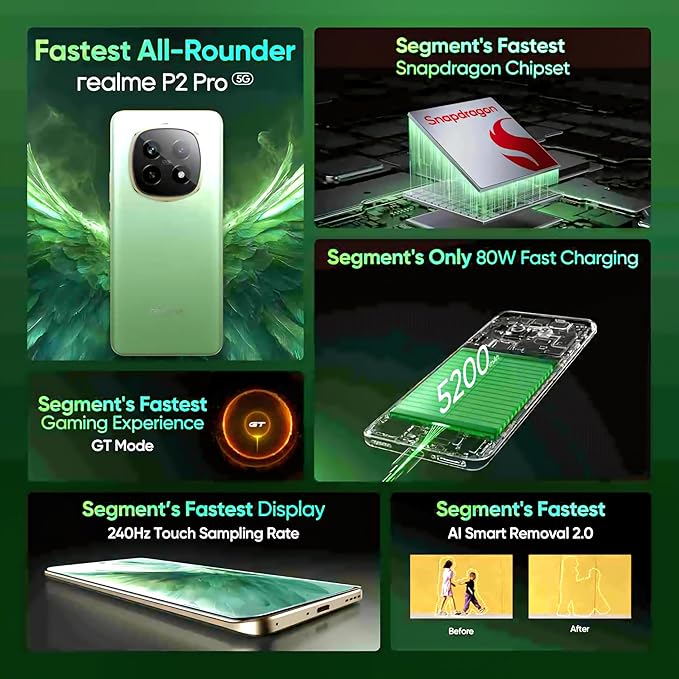 Fastest All-Rounder
realme P2 Pro 5G
Segment's Fastest
Snapdragon Chipset
Snapdragon
Segment's Only 80W Fast Charging
5200mAh
Segment's Fastest
Gaming Experience
GT Mode
GT
Segment's Fastest Display
240Hz Touch Sampling Rate
Segment's Fastest
AI Smart Removal 2.0
Before
After